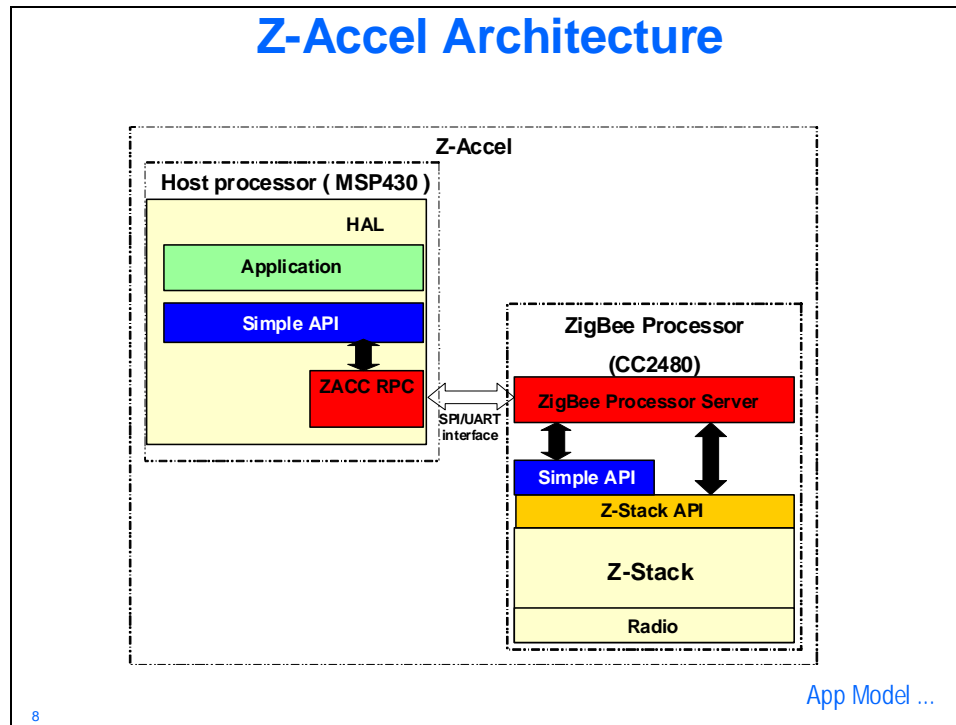 Z-Accel Architecture
Z-Accel
Host processor ( MSP430 )
HAL
Application
Simple API
ZACC RPC
SPI/UART
interface
ZigBee Processor
(CC2480)
ZigBee Processor Server
Simple API
Z-Stack API
Z-Stack
Radio
App Model ...
8